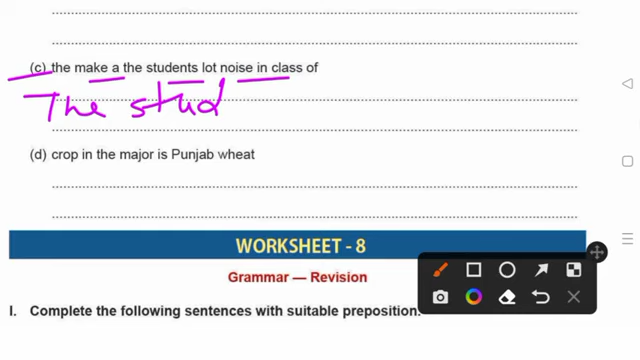 (c) the make a the students lot noise in class of
The stud
(d) crop in the major is Punjab wheat
WORKSHEET - 8
Grammar — Revision
I. Complete the following sentences with suitable preposition.